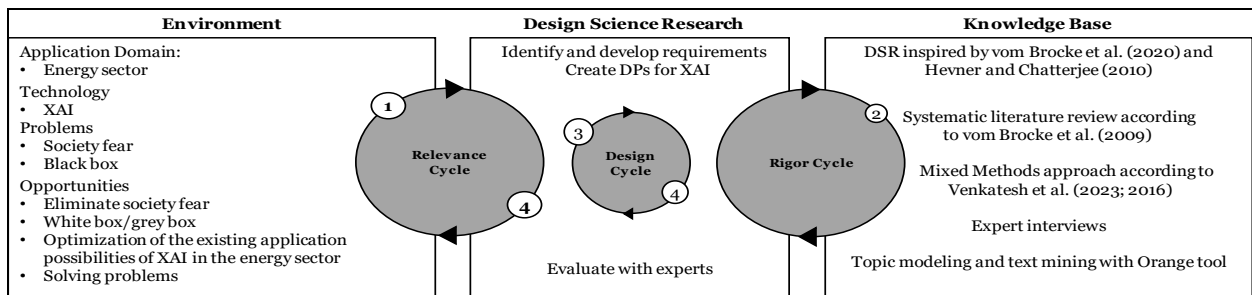 Environment
Application Domain:
• Energy sector
Technology
• XAI
Problems
• Society fear
• Black box
Opportunities
• Eliminate society fear
• White box/grey box
• Optimization of the existing application
possibilities of XAI in the energy sector
• Solving problems
1
Relevance
Cycle
4
Design Science Research
Identify and develop requirements
Create DPs for XAI
3
Design
Cycle
4
Evaluate with experts
Rigor Cycle
2
Knowledge Base
DSR inspired by vom Brocke et al. (2020) and
Hevner and Chatterjee (2010)
Systematic literature review according
to vom Brocke et al. (2009)
Mixed Methods approach according to
Venkatesh et al. (2023; 2016)
Expert interviews
Topic modeling and text mining with Orange tool